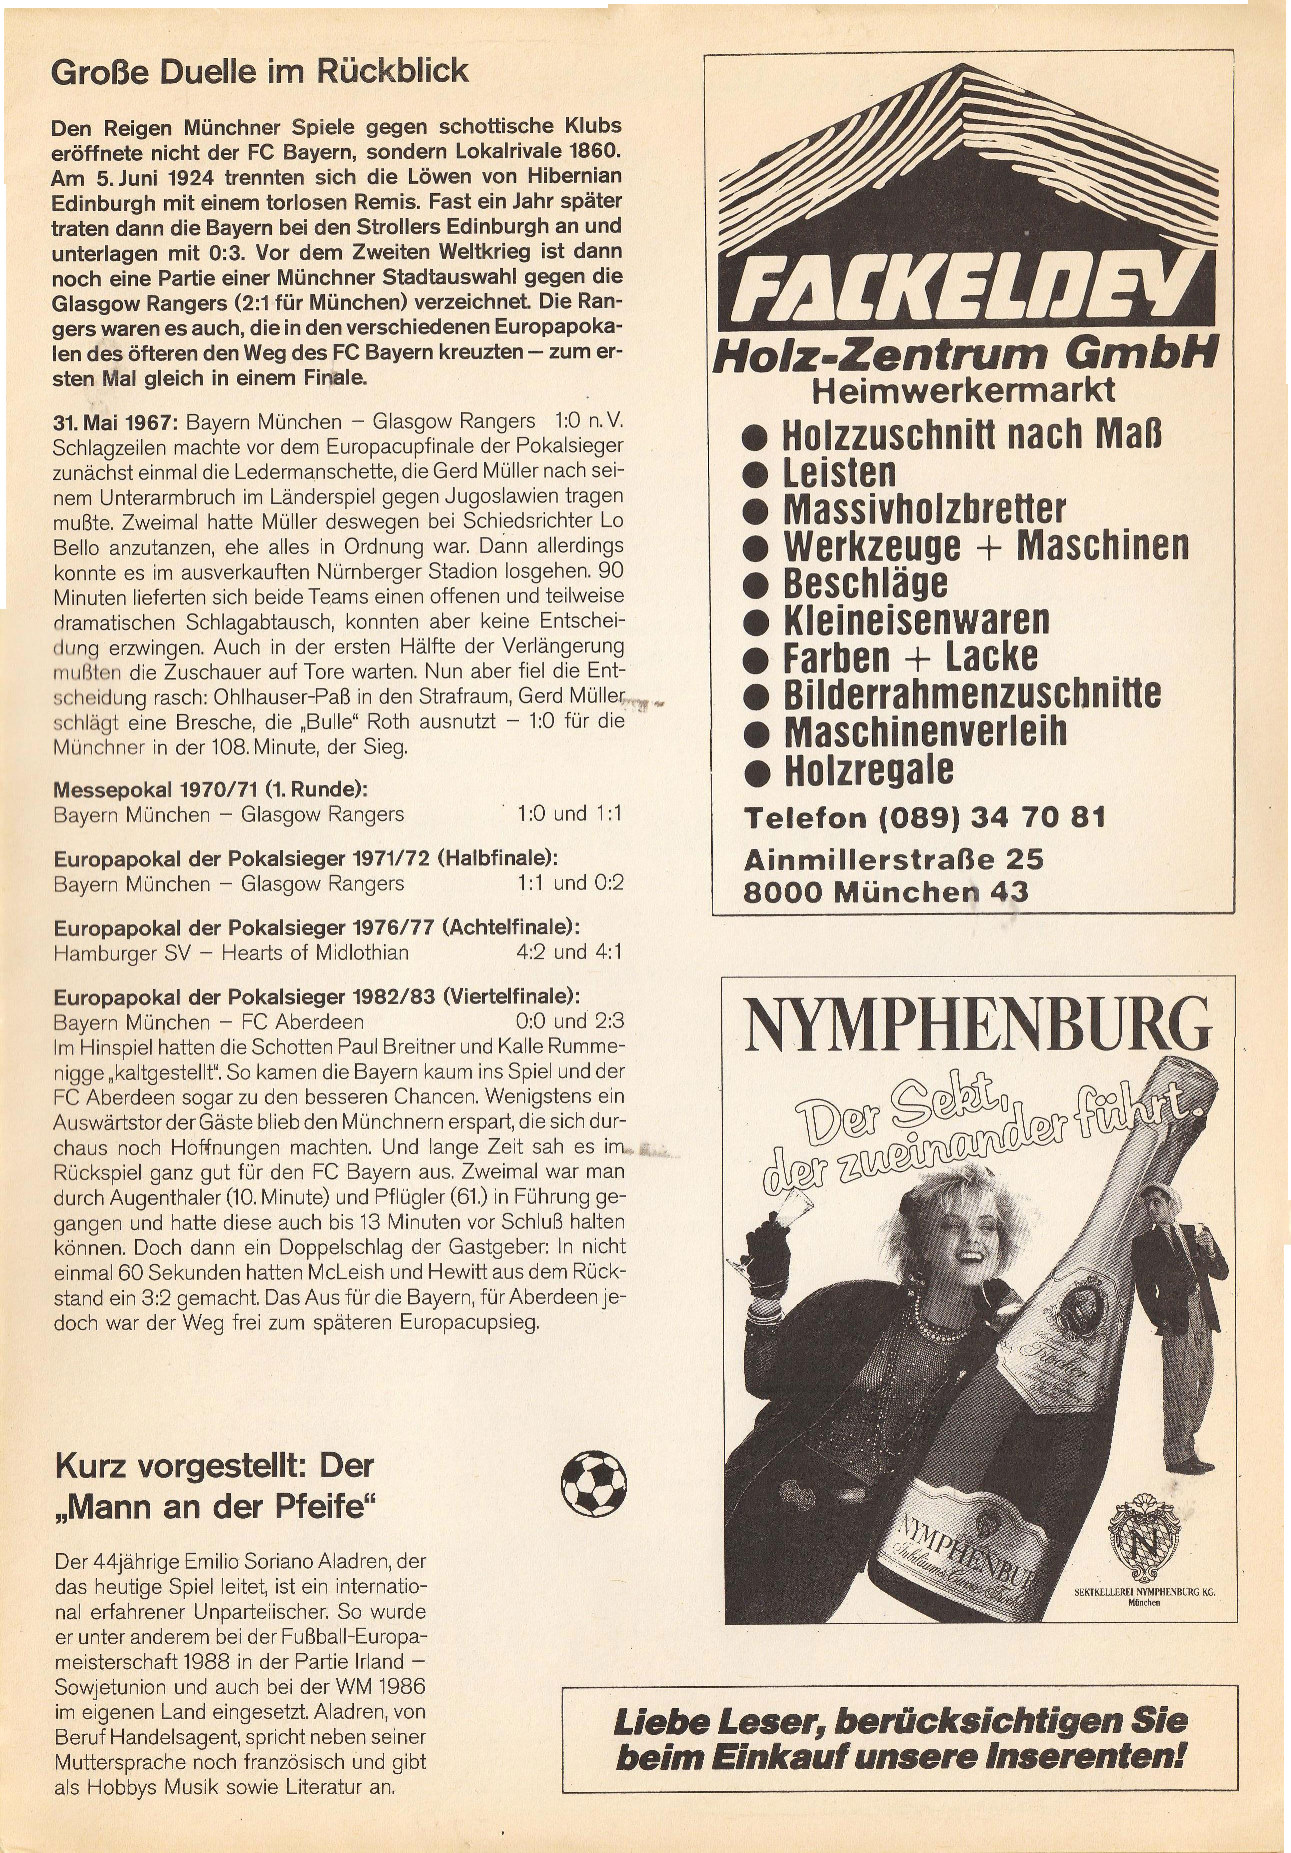 Große Duelle im Rückblick
Den Reigen Münchner Spiele gegen schottische Klubs
eröffnete nicht der FC Bayern, sondern Lokalrivale 1860.
Am 5. Juni 1924 trennten sich die Löwen von Hibernian
Edinburgh mit einem torlosen Remis. Fast ein Jahr später
traten dann die Bayern bei den Strollers Edinburgh an und
unterlagen mit 0:3. Vor dem Zweiten Weltkrieg ist dann
noch eine Partie einer Münchner Stadtauswahl gegen die
Glasgow Rangers (2:1 für München) verzeichnet. Die Ran-
gers waren es auch, die in den verschiedenen Europapoka-
len des öfteren den Weg des FC Bayern kreuzten – zum er-
sten Mal gleich in einem Finale.
31. Mai 1967: Bayern München – Glasgow Rangers 1:0 n.V.
Schlagzeilen machte vor dem Europacupfinale der Pokalsieger
zunächst einmal die Ledermanschette, die Gerd Müller nach sei-
nem Unterarmbruch im Länderspiel gegen Jugoslawien tragen
mußte. Zweimal hatte Müller deswegen bei Schiedsrichter Lo
Bello anzutanzen, ehe alles in Ordnung war. Dann allerdings
konnte es im ausverkauften Nürnberger Stadion losgehen. 90
Minuten lieferten sich beide Teams einen offenen und teilweise
dramatischen Schlagabtausch, konnten aber keine Entschei-
dung erzwingen. Auch in der ersten Hälfte der Verlängerung
mußten die Zuschauer auf Tore warten. Nun aber fiel die Ent-
scheidung rasch: Ohlhauser-Paß in den Strafraum, Gerd Müller
schlägt eine Bresche, die „Bulle“ Roth ausnutzt – 1:0 für die
Münchner in der 108. Minute, der Sieg.
Messepokal 1970/71 (1. Runde):
Bayern München – Glasgow Rangers 1:0 und 1:1
Europapokal der Pokalsieger 1971/72 (Halbfinale):
Bayern München – Glasgow Rangers 1:1 und 0:2
Europapokal der Pokalsieger 1976/77 (Achtelfinale):
Hamburger SV – Hearts of Midlothian 4:2 und 4:1
Europapokal der Pokalsieger 1982/83 (Viertelfinale):
Bayern München – FC Aberdeen 0:0 und 2:3
Im Hinspiel hatten die Schotten Paul Breitner und Kalle Rumme-
nigge „kaltgestellt“. So kamen die Bayern kaum ins Spiel und der
FC Aberdeen sogar zu den besseren Chancen. Wenigstens ein
Auswärtstor der Gäste blieb den Münchnern erspart, die sich dur-
chaus noch Hoffnungen machten. Und lange Zeit sah es im
Rückspiel ganz gut für den FC Bayern aus. Zweimal war man
durch Augenthaler (10. Minute) und Pflügler (61.) in Führung ge-
gangen und hatte diese auch bis 13 Minuten vor Schluß halten
können. Doch dann ein Doppelschlag der Gastgeber: In nicht
einmal 60 Sekunden hatten McLeish und Hewitt aus dem Rück-
stand ein 3:2 gemacht. Das Aus für die Bayern, für Aberdeen je-
doch war der Weg frei zum späteren Europacupsieg.
Kurz vorgestellt: Der
„Mann an der Pfeife“
Der 44jährige Emilio Soriano Aladren, der
das heutige Spiel leitet, ist ein internatio-
nal erfahrener Unparteiischer. So wurde
er unter anderem bei der Fußball-Europa-
meisterschaft 1988 in der Partie Irland –
Sowjetunion und auch bei der WM 1986
im eigenen Land eingesetzt. Aladren, von
Beruf Handelsagent, spricht neben seiner
Muttersprache noch französisch und gibt
als Hobbys Musik sowie Literatur an.
FACKELDEY
Holz-Zentrum GmbH
Heimwerkermarkt
● Holzzuschnitt nach Maß
● Leisten
● Massivholzbretter
● Werkzeuge + Maschinen
● Beschläge
● Kleineisenwaren
● Farben + Lacke
● Bilderrahmenzuschnitte
● Maschinenverleih
● Holzregale
Telefon (089) 34 70 81
Ainmillerstraße 25
8000 München 43
NYMPHENBURG
Der Sekt,
der zueinander führt.
Trocken
NYMPHENBURG
N
SEKTKELLEREI NYMPHENBURG KG.
München
Liebe Leser, berücksichtigen Sie
beim Einkauf unsere Inserenten!